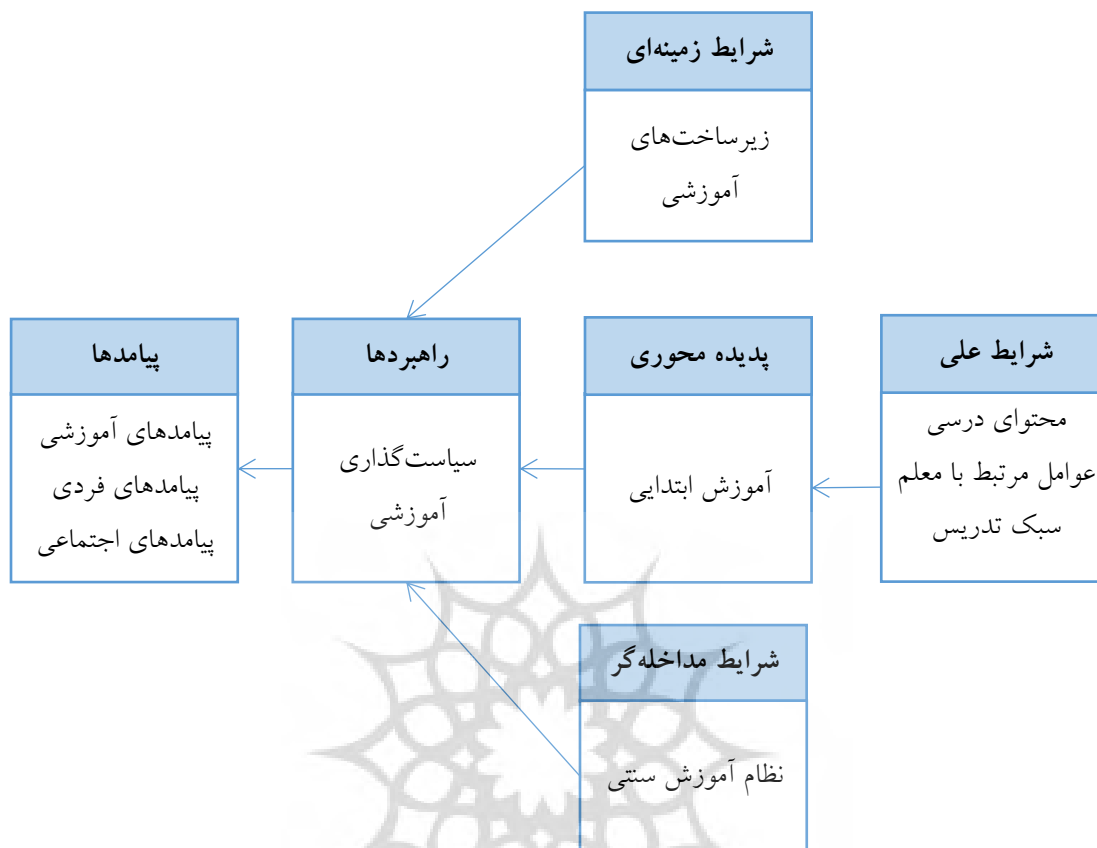 شرایط زمینه‌ای
زیرساخت‌های
آموزشی
شرایط علی
محتوای درسی
عوامل مرتبط با معلم
سبک تدریس
پدیده محوری
آموزش ابتدایی
راهبردها
سیاست‌گذاری
آموزشی
پیامدها
پیامدهای آموزشی
پیامدهای فردی
پیامدهای اجتماعی
شرایط مداخله‌گر
نظام آموزش سنتی